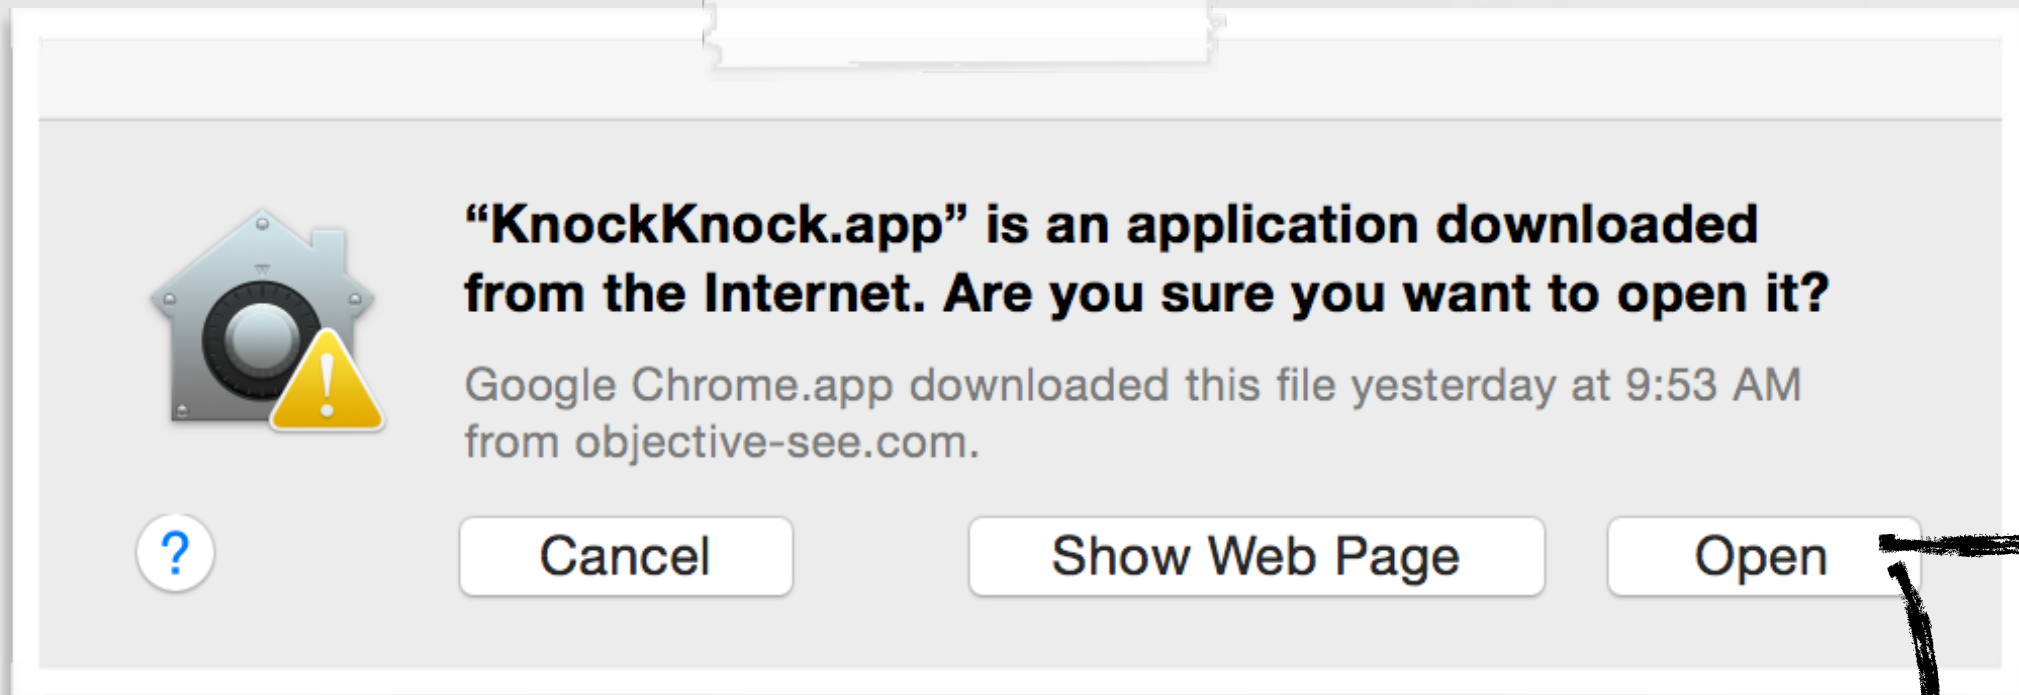 “KnockKnock.app” is an application downloaded
from the Internet. Are you sure you want to open it?
Google Chrome.app downloaded this file yesterday at 9:53 AM
from objective-see.com.
? Cancel Show Web Page Open